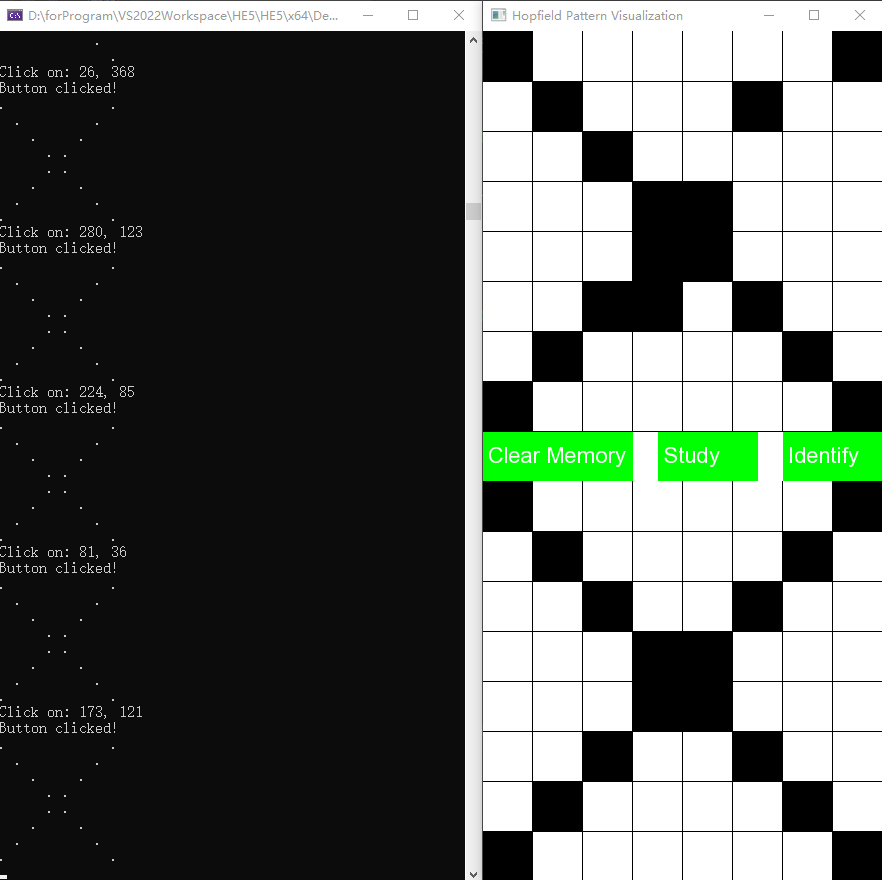 D:\forProgram\VS2022Workspace\HE5\HE5\x64\De...
Click on: 26, 368
Button clicked!
Click on: 280, 123
Button clicked!
Click on: 224, 85
Button clicked!
Click on: 81, 36
Button clicked!
Click on: 173, 121
Button clicked!
Hopfield Pattern Visualization
Clear Memory
Study
Identify